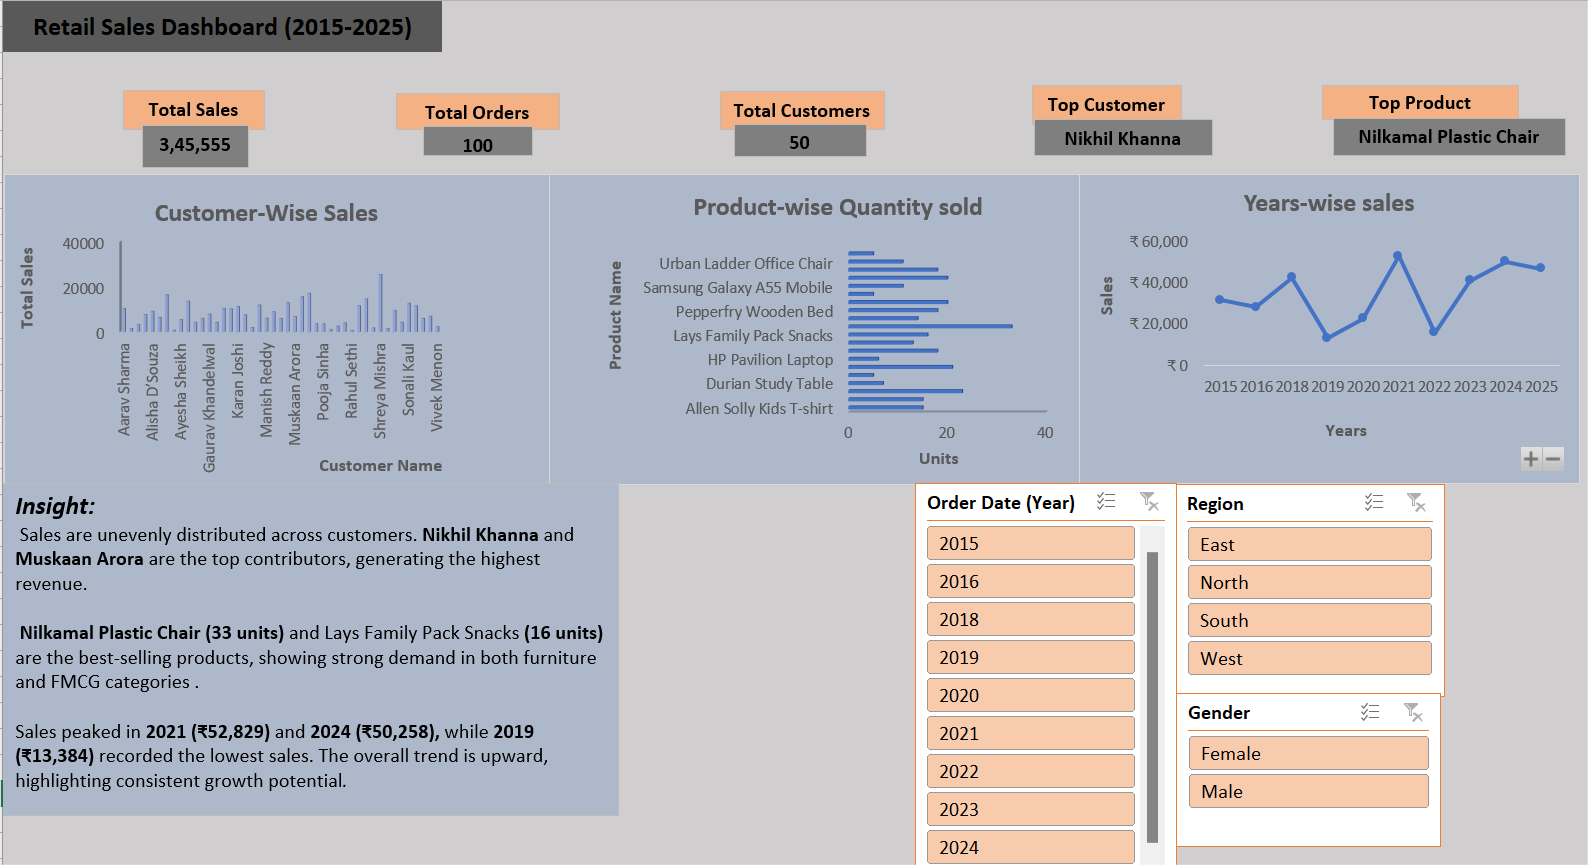 Retail Sales Dashboard (2015-2025)
Total Sales
3,45,555
Total Orders
100
Total Customers
50
Top Customer
Nikhil Khanna
Top Product
Nilkamal Plastic Chair
Customer-Wise Sales
Total Sales
40000
20000
0
Aarav Sharma
Alisha D'Souza
Ayesha Sheikh
Gaurav Khandelwal
Karan Joshi
Manish Reddy
Muskaan Arora
Pooja Sinha
Rahul Sethi
Shreya Mishra
Sonali Kaul
Vivek Menon
Customer Name
Product-wise Quantity sold
Product Name
Urban Ladder Office Chair
Samsung Galaxy A55 Mobile
Pepperfry Wooden Bed
Lays Family Pack Snacks
HP Pavilion Laptop
Durian Study Table
Allen Solly Kids T-shirt
0 20 40
Units
Years-wise sales
Sales
₹ 60,000
₹ 40,000
₹ 20,000
₹ 0
2015 2016 2018 2019 2020 2021 2022 2023 2024 2025
Years
Insight:
Sales are unevenly distributed across customers. Nikhil Khanna and
Muskaan Arora are the top contributors, generating the highest
revenue.
Nilkamal Plastic Chair (33 units) and Lays Family Pack Snacks (16 units)
are the best-selling products, showing strong demand in both furniture
and FMCG categories .
Sales peaked in 2021 (₹52,829) and 2024 (₹50,258), while 2019
(₹13,384) recorded the lowest sales. The overall trend is upward,
highlighting consistent growth potential.
Order Date (Year)
2015
2016
2018
2019
2020
2021
2022
2023
2024
Region
East
North
South
West
Gender
Female
Male